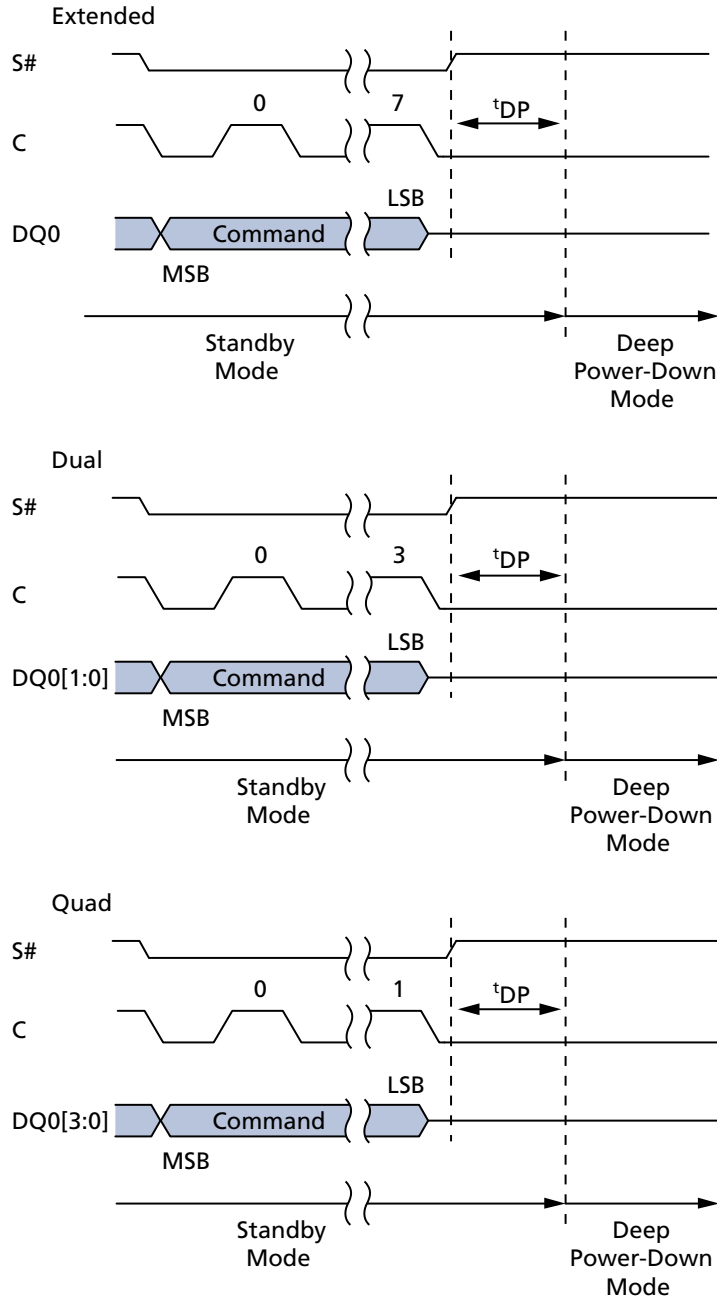 Extended
S#
0 7
tDP
C
LSB
DQ0 Command
MSB
Standby
Mode
Deep
Power-Down
Mode
Dual
S#
0 3
tDP
C
LSB
DQ0[1:0] Command
MSB
Standby
Mode
Deep
Power-Down
Mode
Quad
S#
0 1
tDP
C
LSB
DQ0[3:0] Command
MSB
Standby
Mode
Deep
Power-Down
Mode